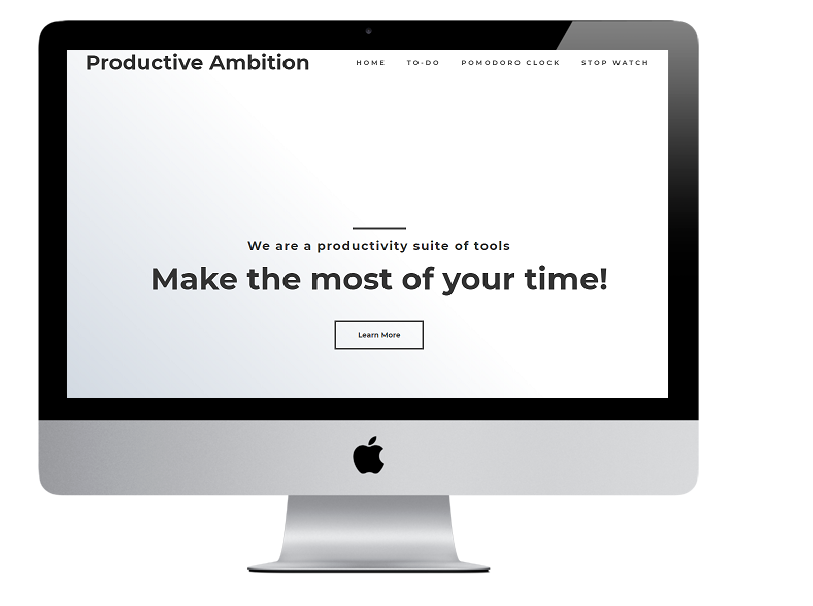 Productive Ambition HOME TO-DO POMODORO CLOCK STOP WATCH
We are a productivity suite of tools
Make the most of your time!
Learn More